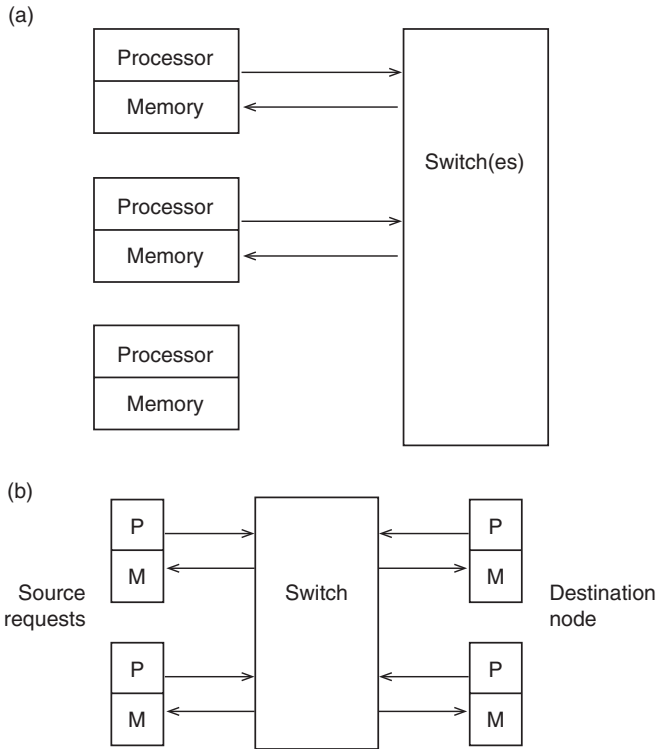 (a)
Processor
Memory
Switch(es)
Processor
Memory
Processor
Memory
(b)
P
M
P
M
Source
requests
Switch
P
M
P
M
Destination
node